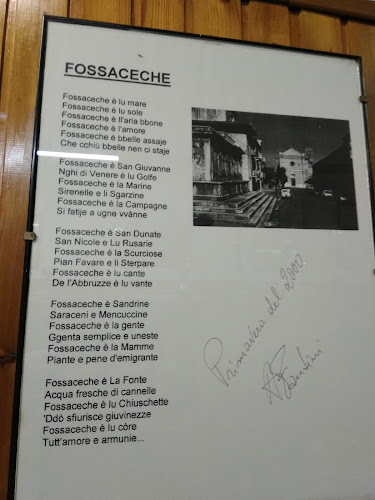 FOSSACECHE
Fossaceche è lu mare
Fossaceche è lu sole
Fossaceche è ll'aria bbone
Fossaceche è l'amore
Fossaceche è bbelle assaje
Che cchiù bbelle nen ci staje
Fossaceche è San Giuvanne
Nghi di Venere è lu Golfe
Fossaceche è la Marine
Sirenelle e li Sgarzine
Fossaceche è la Campagne
Si fatije a ugne vvànne
Fossaceche è San Dunate
San Nicole e Lu Rusarie
Fossaceche è la Scurciose
Pian Favare e li Sterpare
Fossaceche è lu cante
De l'Abbruzze è lu vante
Fossaceche è Sandrine
Saraceni e Mencuccine
Fossaceche è la gente
Ggenta semplice e uneste
Fossaceche è la Mamme
Piante e pene d'emigrante
Fossaceche è La Fonte
Acqua fresche di cannelle
Fossaceche è lu Chiuschette
'Ddò sfiurisce giuvinezze
Fossaceche è lu còre
Tutt'amore e armunie...
Primavera del 2000